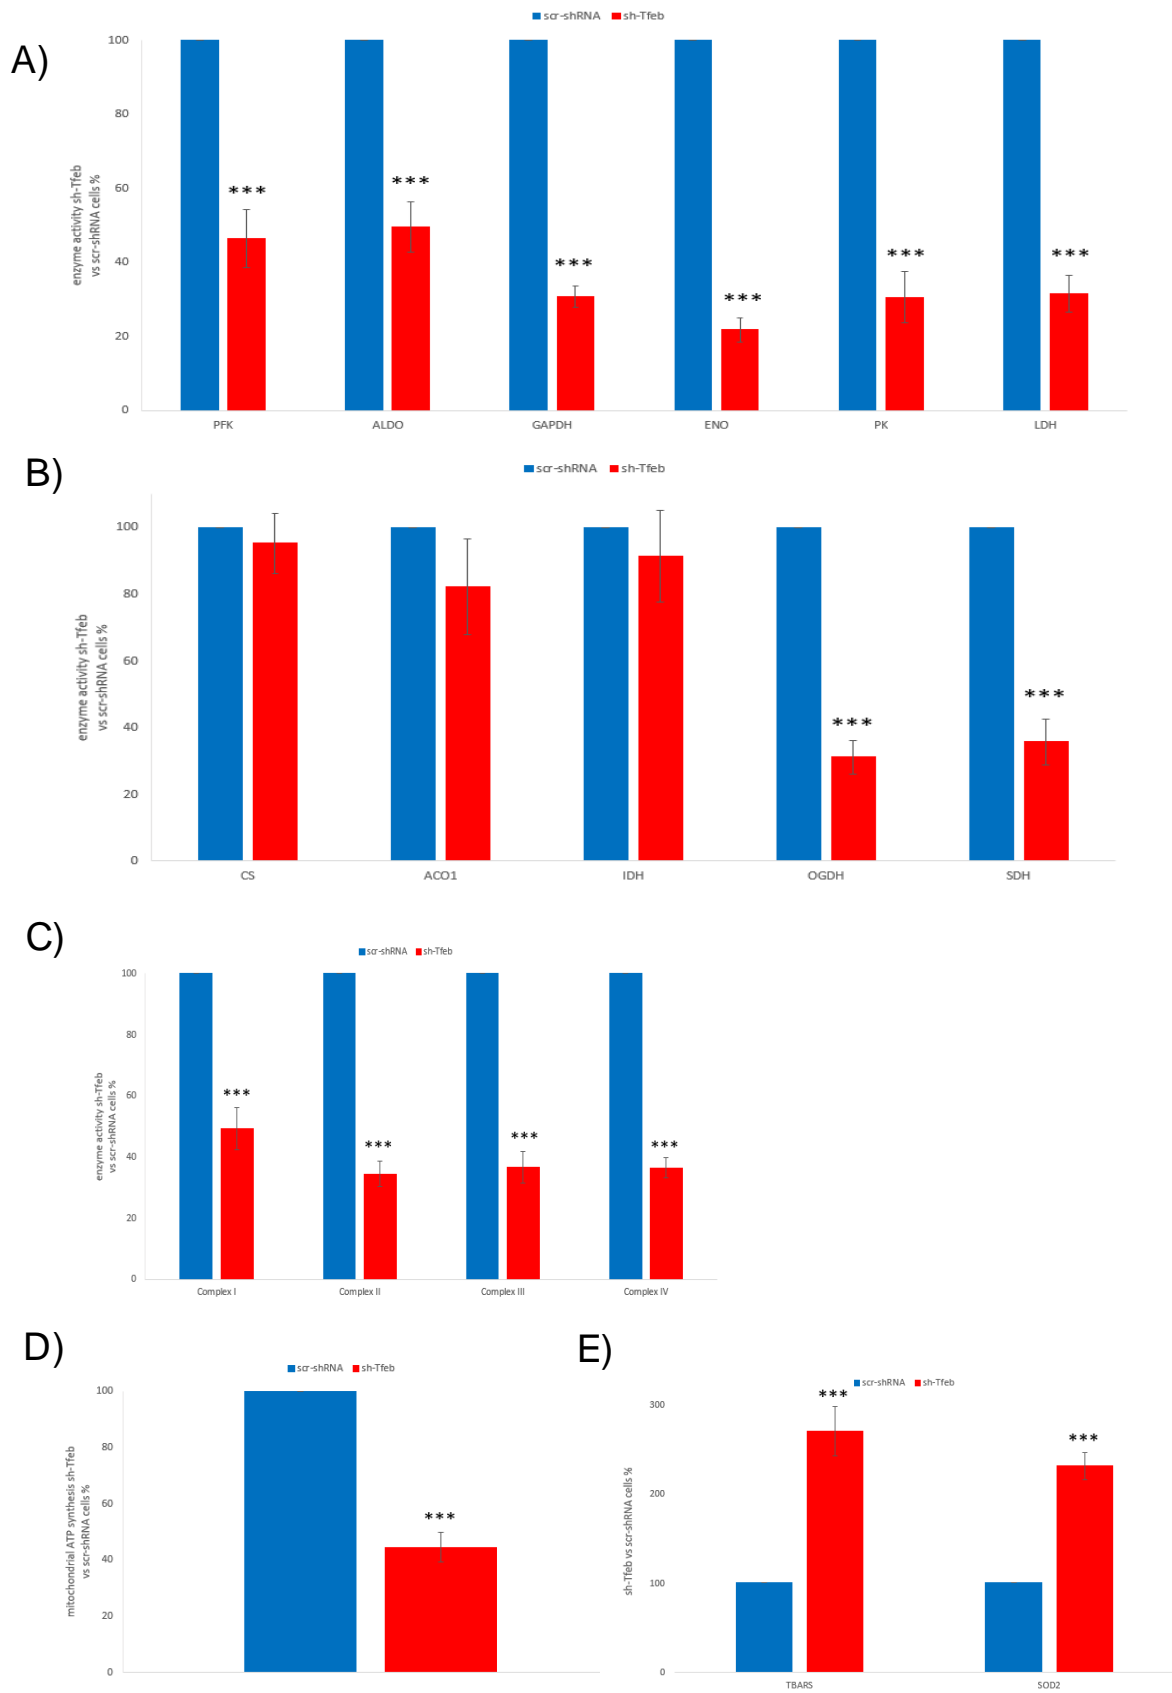 scr-shRNA sh-Tfeb
A)
100
80
60
40
20
0
enzyme activity sh-Tfeb
vs scr-shRNA cells %
***
***
***
***
***
***
PFK ALDO GAPDH ENO PK LDH
B)
scr-shRNA sh-Tfeb
100
80
60
40
20
0
enzyme activity sh-Tfeb
vs scr-shRNA cells %
***
***
CS ACO1 IDH OGDH SDH
C)
scr-shRNA sh-Tfeb
100
80
60
40
20
0
enzyme activity sh-Tfeb
vs scr-shRNA cells %
***
***
***
***
Complex I Complex II Complex III Complex IV
D)
scr-shRNA sh-Tfeb
100
80
60
40
20
0
mitochondrial ATP synthesis sh-Tfeb
vs scr-shRNA cells %
***
E)
scr-shRNA sh-Tfeb
300
200
100
0
sh-Tfeb vs scr-shRNA cells %
***
***
TBARS SOD2